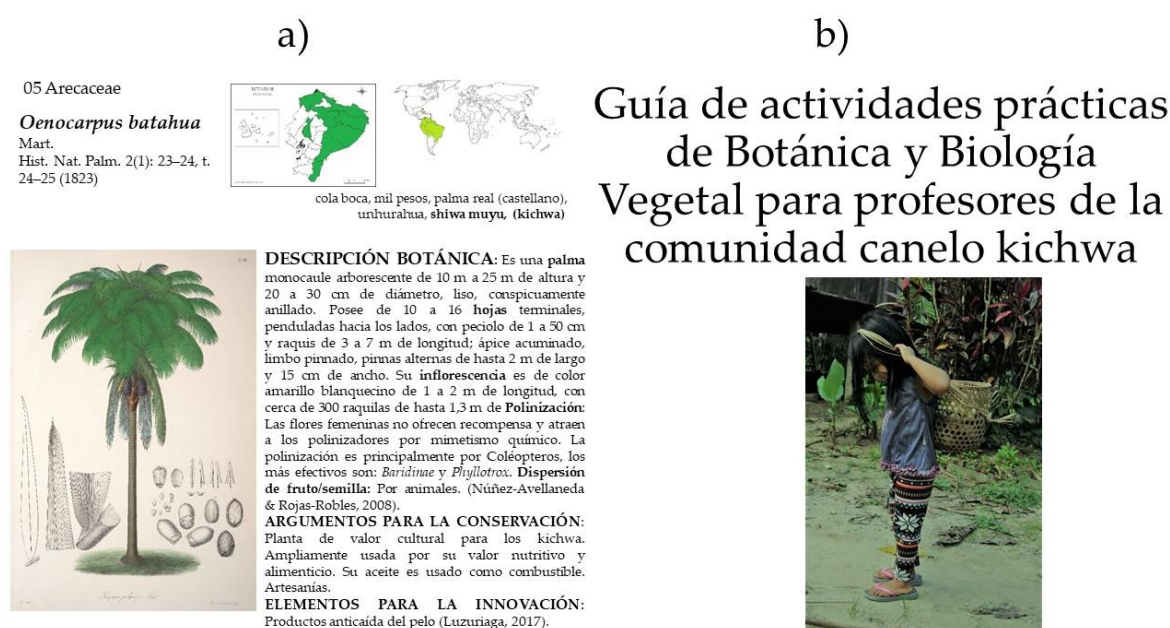 a)
05 Arecaceae
Oenocarpus batahua
Mart.
Hist. Nat. Palm. 2(1): 23–24, t.
24–25 (1823)
cola boca, mil pesos, palma real (castellano),
unhurahua, shiwa muyu, (kichwa)
DESCRIPCIÓN BOTÁNICA: Es una palma
monocaule arborescente de 10 m a 25 m de altura y
20 a 30 cm de diámetro, liso, conspicuamente
anillado. Posee de 10 a 16 hojas terminales,
penduladas hacia los lados, con peciolo de 1 a 50 cm
y raquis de 3 a 7 m de longitud; ápice acuminado,
limbo pinnado, pinnas alternas de hasta 2 m de largo
y 15 cm de ancho. Su inflorescencia es de color
amarillo blanquecino de 1 a 2 m de longitud, con
cerca de 300 raquilas de hasta 1,3 m de Polinización:
Las flores femeninas no ofrecen recompensa y atraen
a los polinizadores por mimetismo químico. La
polinización es principalmente por Coléopteros, los
más efectivos son: Baridinae y Phyllotrox. Dispersión
de fruto/semilla: Por animales. (Núñez-Avellaneda
& Rojas-Robles, 2008).
ARGUMENTOS PARA LA CONSERVACIÓN:
Planta de valor cultural para los kichwa.
Ampliamente usada por su valor nutritivo y
alimenticio. Su aceite es usado como combustible.
Artesanías.
ELEMENTOS PARA LA INNOVACIÓN:
Productos anticaída del pelo (Luzuriaga, 2017).
b)
Guía de actividades prácticas
de Botánica y Biología
Vegetal para profesores de la
comunidad canelo kichwa